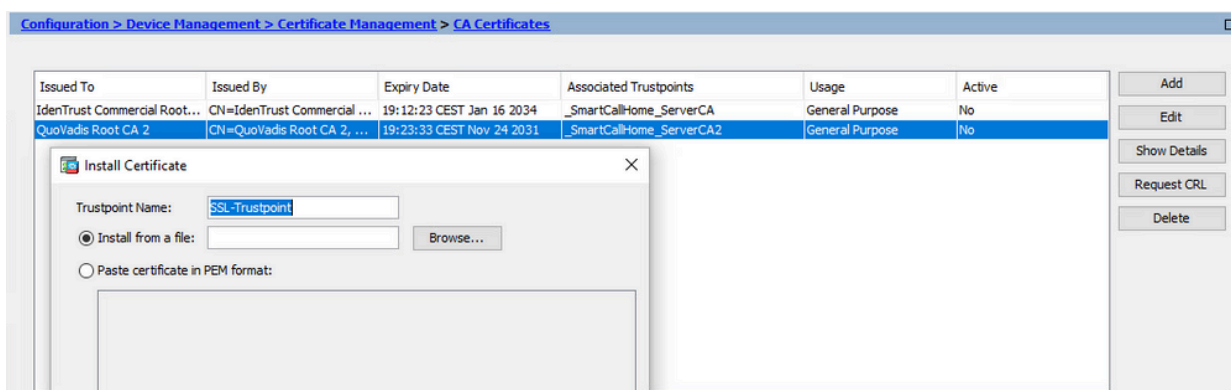 Configuration > Device Management > Certificate Management > CA Certificates
Issued To Issued By Expiry Date Associated Trustpoints Usage Active
Add
IdenTrust Commercial Root... CN=IdenTrust Commercial ... 19:12:23 CEST Jan 16 2034 _SmartCallHome_ServerCA General Purpose No
Edit
QuoVadis Root CA 2 CN=QuoVadis Root CA 2, ... 19:23:33 CEST Nov 24 2031 _SmartCallHome_ServerCA2 General Purpose No
Show Details
Request CRL
Delete
Install Certificate
Trustpoint Name: SSL-Trustpoint
Install from a file: Browse...
Paste certificate in PEM format: